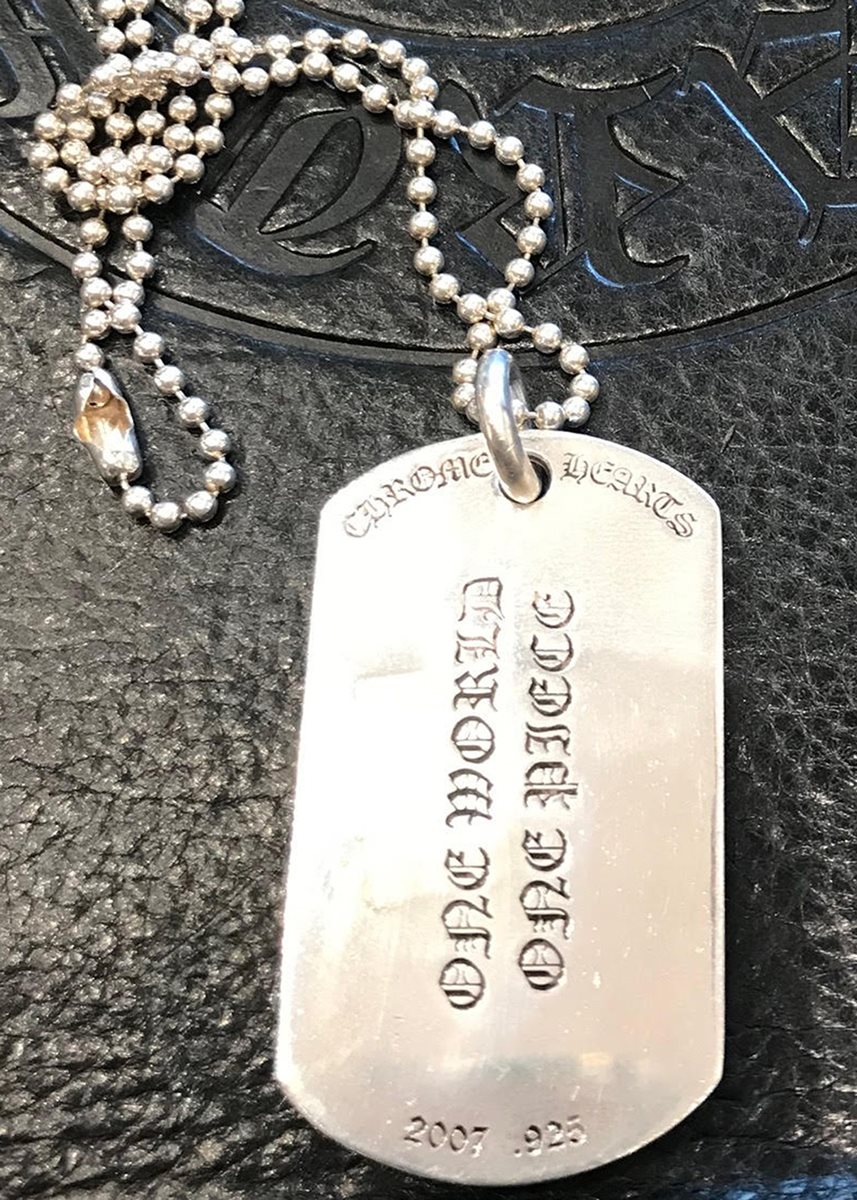 CHROME HEARTS
ONE WORLD
ONE PIECE
2007 .925